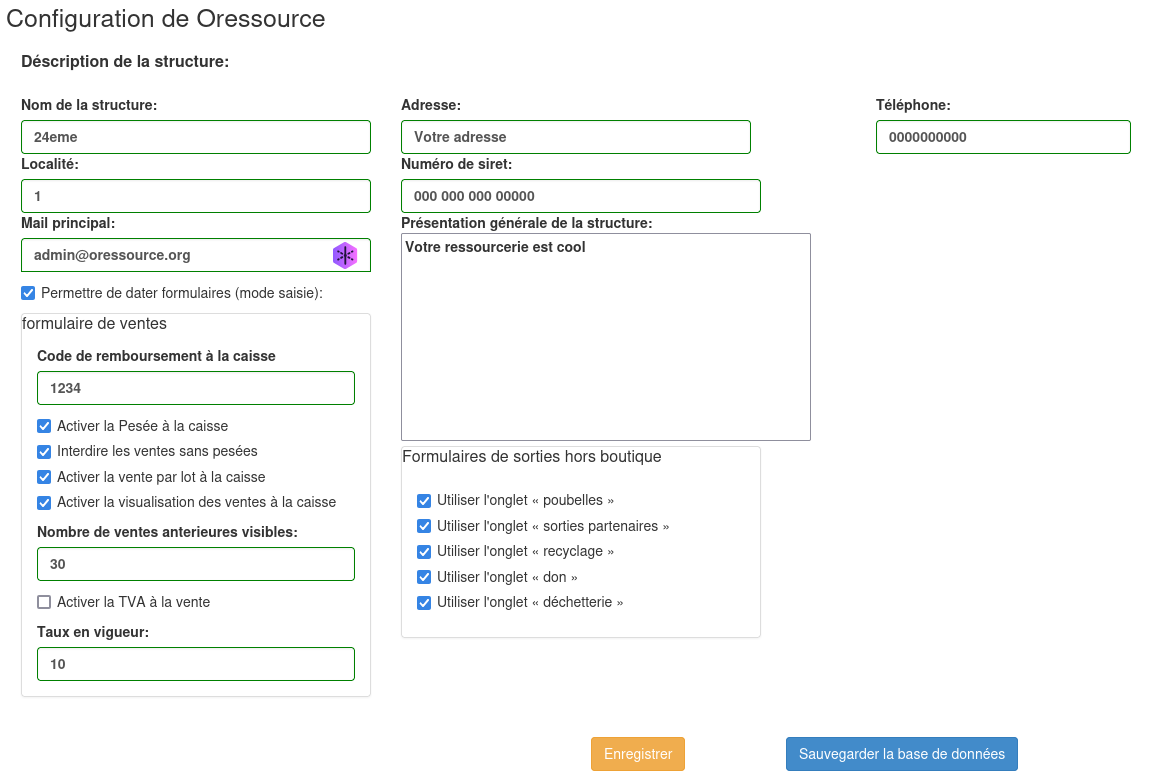 Configuration de Oressource
Déscription de la structure:
Nom de la structure:
24eme
Localité:
1
Mail principal:
admin@oressource.org
Permettre de dater formulaires (mode saisie):
formulaire de ventes
Code de remboursement à la caisse
1234
Activer la Pesée à la caisse
Interdire les ventes sans pesées
Activer la vente par lot à la caisse
Activer la visualisation des ventes à la caisse
Nombre de ventes anterieures visibles:
30
Activer la TVA à la vente
Taux en vigueur:
10
Adresse:
Votre adresse
Numéro de siret:
000 000 000 00000
Présentation générale de la structure:
Votre ressourcerie est cool
Formulaires de sorties hors boutique
Utiliser l'onglet « poubelles »
Utiliser l'onglet « sorties partenaires »
Utiliser l'onglet « recyclage »
Utiliser l'onglet « don »
Utiliser l'onglet « déchetterie »
Téléphone:
0000000000
Enregistrer
Sauvegarder la base de données